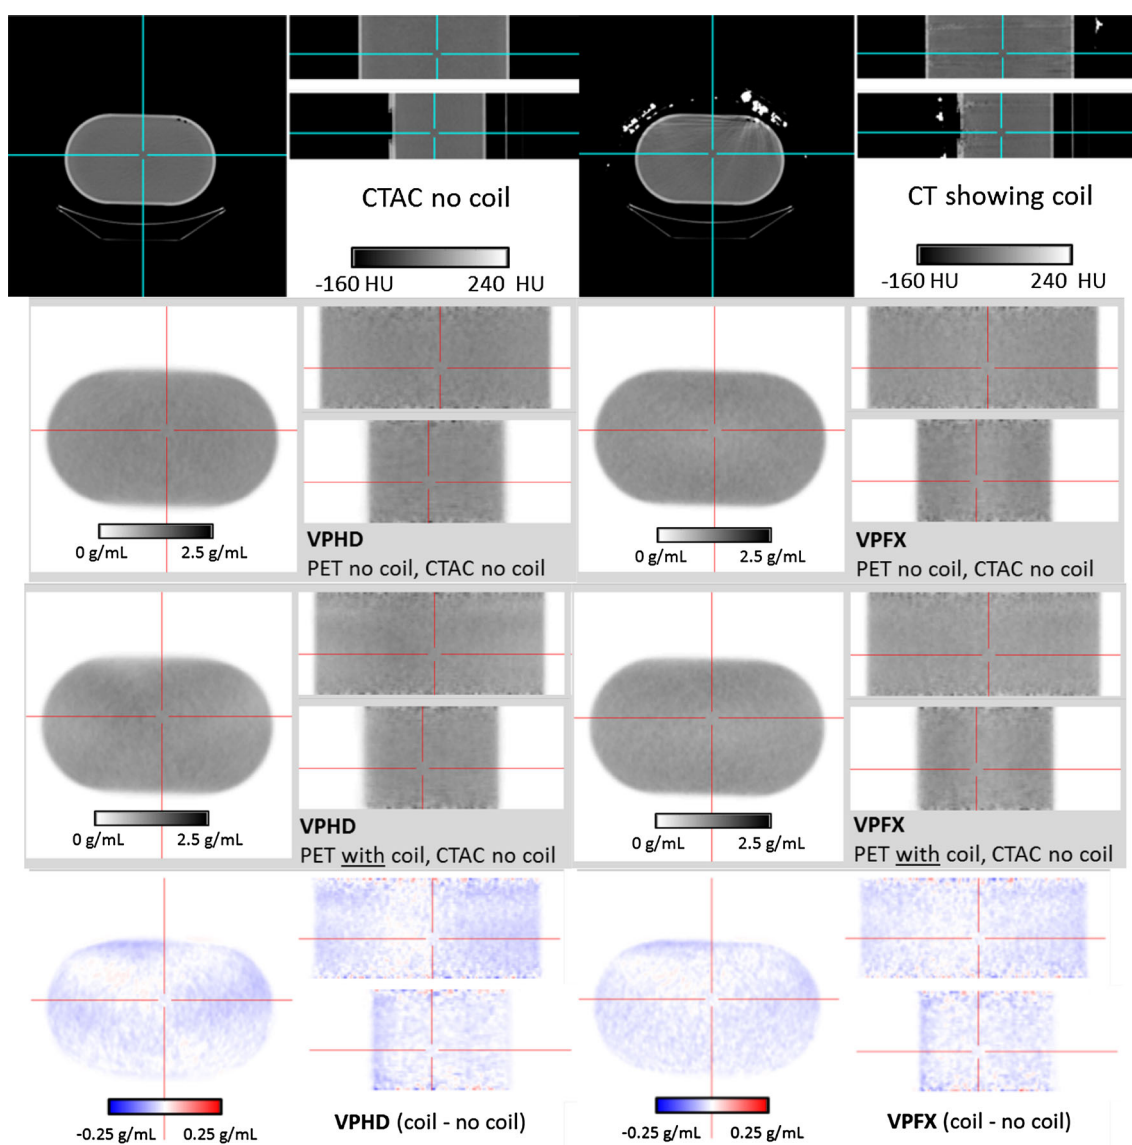 CTAC no coil
-160 HU 240 HU
CT showing coil
-160 HU 240 HU
0 g/mL 2.5 g/mL
VPHD
PET no coil, CTAC no coil
0 g/mL 2.5 g/mL
VPFX
PET no coil, CTAC no coil
0 g/mL 2.5 g/mL
VPHD
PET with coil, CTAC no coil
0 g/mL 2.5 g/mL
VPFX
PET with coil, CTAC no coil
-0.25 g/mL 0.25 g/mL
VPHD (coil - no coil)
-0.25 g/mL 0.25 g/mL
VPFX (coil - no coil)